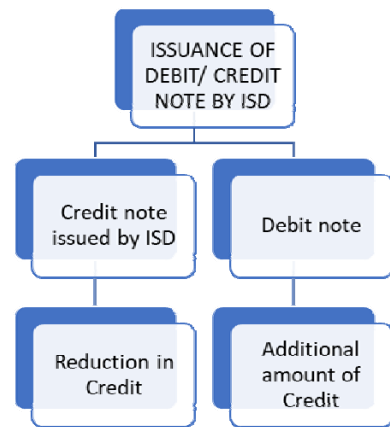 ISSUANCE OF
DEBIT/ CREDIT
NOTE BY ISD
Credit note
issued by ISD
Debit note
Reduction in
Credit
Additional
amount of
Credit